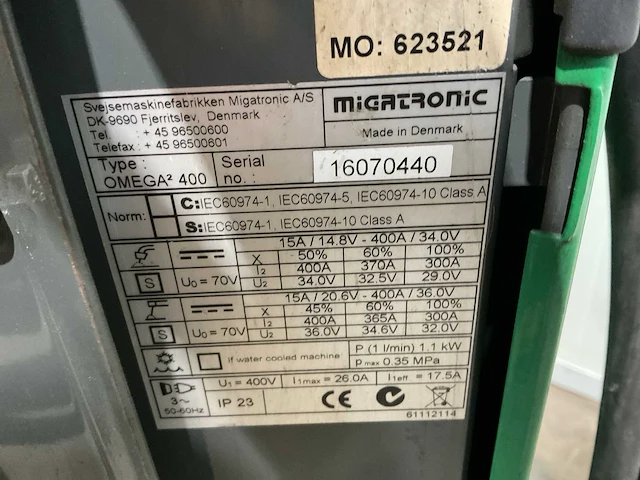 MO: 623521
Svejsemaskinefabrikken Migatronic A/S
DK-9690 Fjerritslev, Denmark
Tel. : + 45 96500600
Telefax : + 45 96500601
MIGATRONIC
Made in Denmark
Type :
OMEGA² 400
Serial
no. :
16070440
Norm:
C: IEC60974-1, IEC60974-5, IEC60974-10 Class A
S: IEC60974-1, IEC60974-10 Class A
15A / 14.8V - 400A / 34.0V
X 50% 60% 100%
I2 400A 370A 300A
S U0 = 70V U2 34.0V 32.5V 29.0V
15A / 20.6V - 400A / 36.0V
X 45% 60% 100%
I2 400A 365A 300A
S U0 = 70V U2 36.0V 34.6V 32.0V
if water cooled machine
P (1 l/min) 1.1 kW
p max 0.35 MPa
3~
50-60Hz
U1 = 400V I1max = 26.0A I1eff = 17.5A
IP 23 CE
61112114